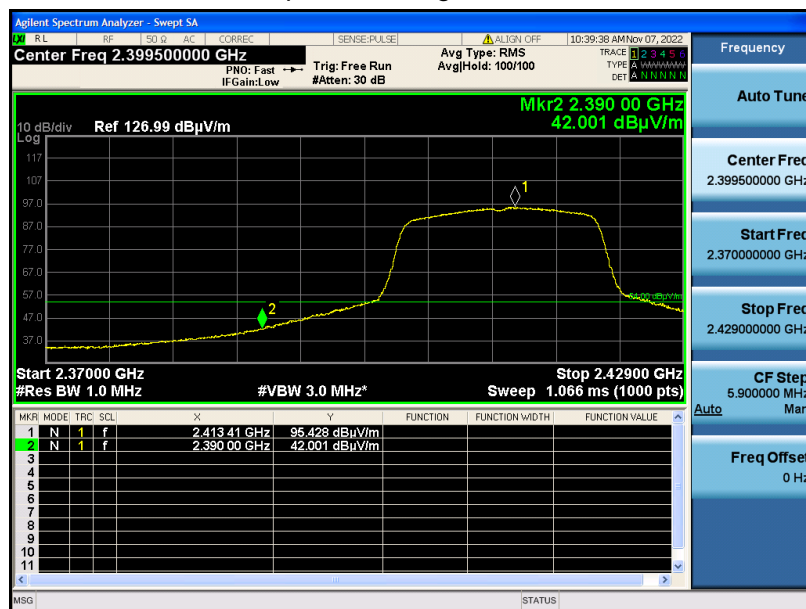 Agilent Spectrum Analyzer - Swept SA
LXI RL RF 50 Ω AC CORREC SENSE:PULSE ALIGN OFF 10:39:38 AM Nov 07, 2022
Center Freq 2.399500000 GHz
PNO: Fast
IFGain:Low
Trig: Free Run
#Atten: 30 dB
Avg Type: RMS
Avg|Hold: 100/100
TRACE 1 2 3 4 5 6
TYPE A WWWWW
DET A N N N N N
Mkr2 2.390 00 GHz
42.001 dBµV/m
10 dB/div Ref 126.99 dBµV/m
Log
117
107
97.0
87.0
77.0
67.0
57.0
47.0
37.0
1
2
54.00 dBµV/m
Start 2.37000 GHz Stop 2.42900 GHz
#Res BW 1.0 MHz #VBW 3.0 MHz* Sweep 1.066 ms (1000 pts)
MKR MODE TRC SCL X Y FUNCTION FUNCTION WIDTH FUNCTION VALUE
1 N 1 f 2.413 41 GHz 95.428 dBµV/m
2 N 1 f 2.390 00 GHz 42.001 dBµV/m
3
4
5
6
7
8
9
10
11
MSG STATUS
Frequency
Auto Tune
Center Freq
2.399500000 GHz
Start Freq
2.370000000 GHz
Stop Freq
2.429000000 GHz
CF Step
5.900000 MHz
Auto Man
Freq Offset
0 Hz